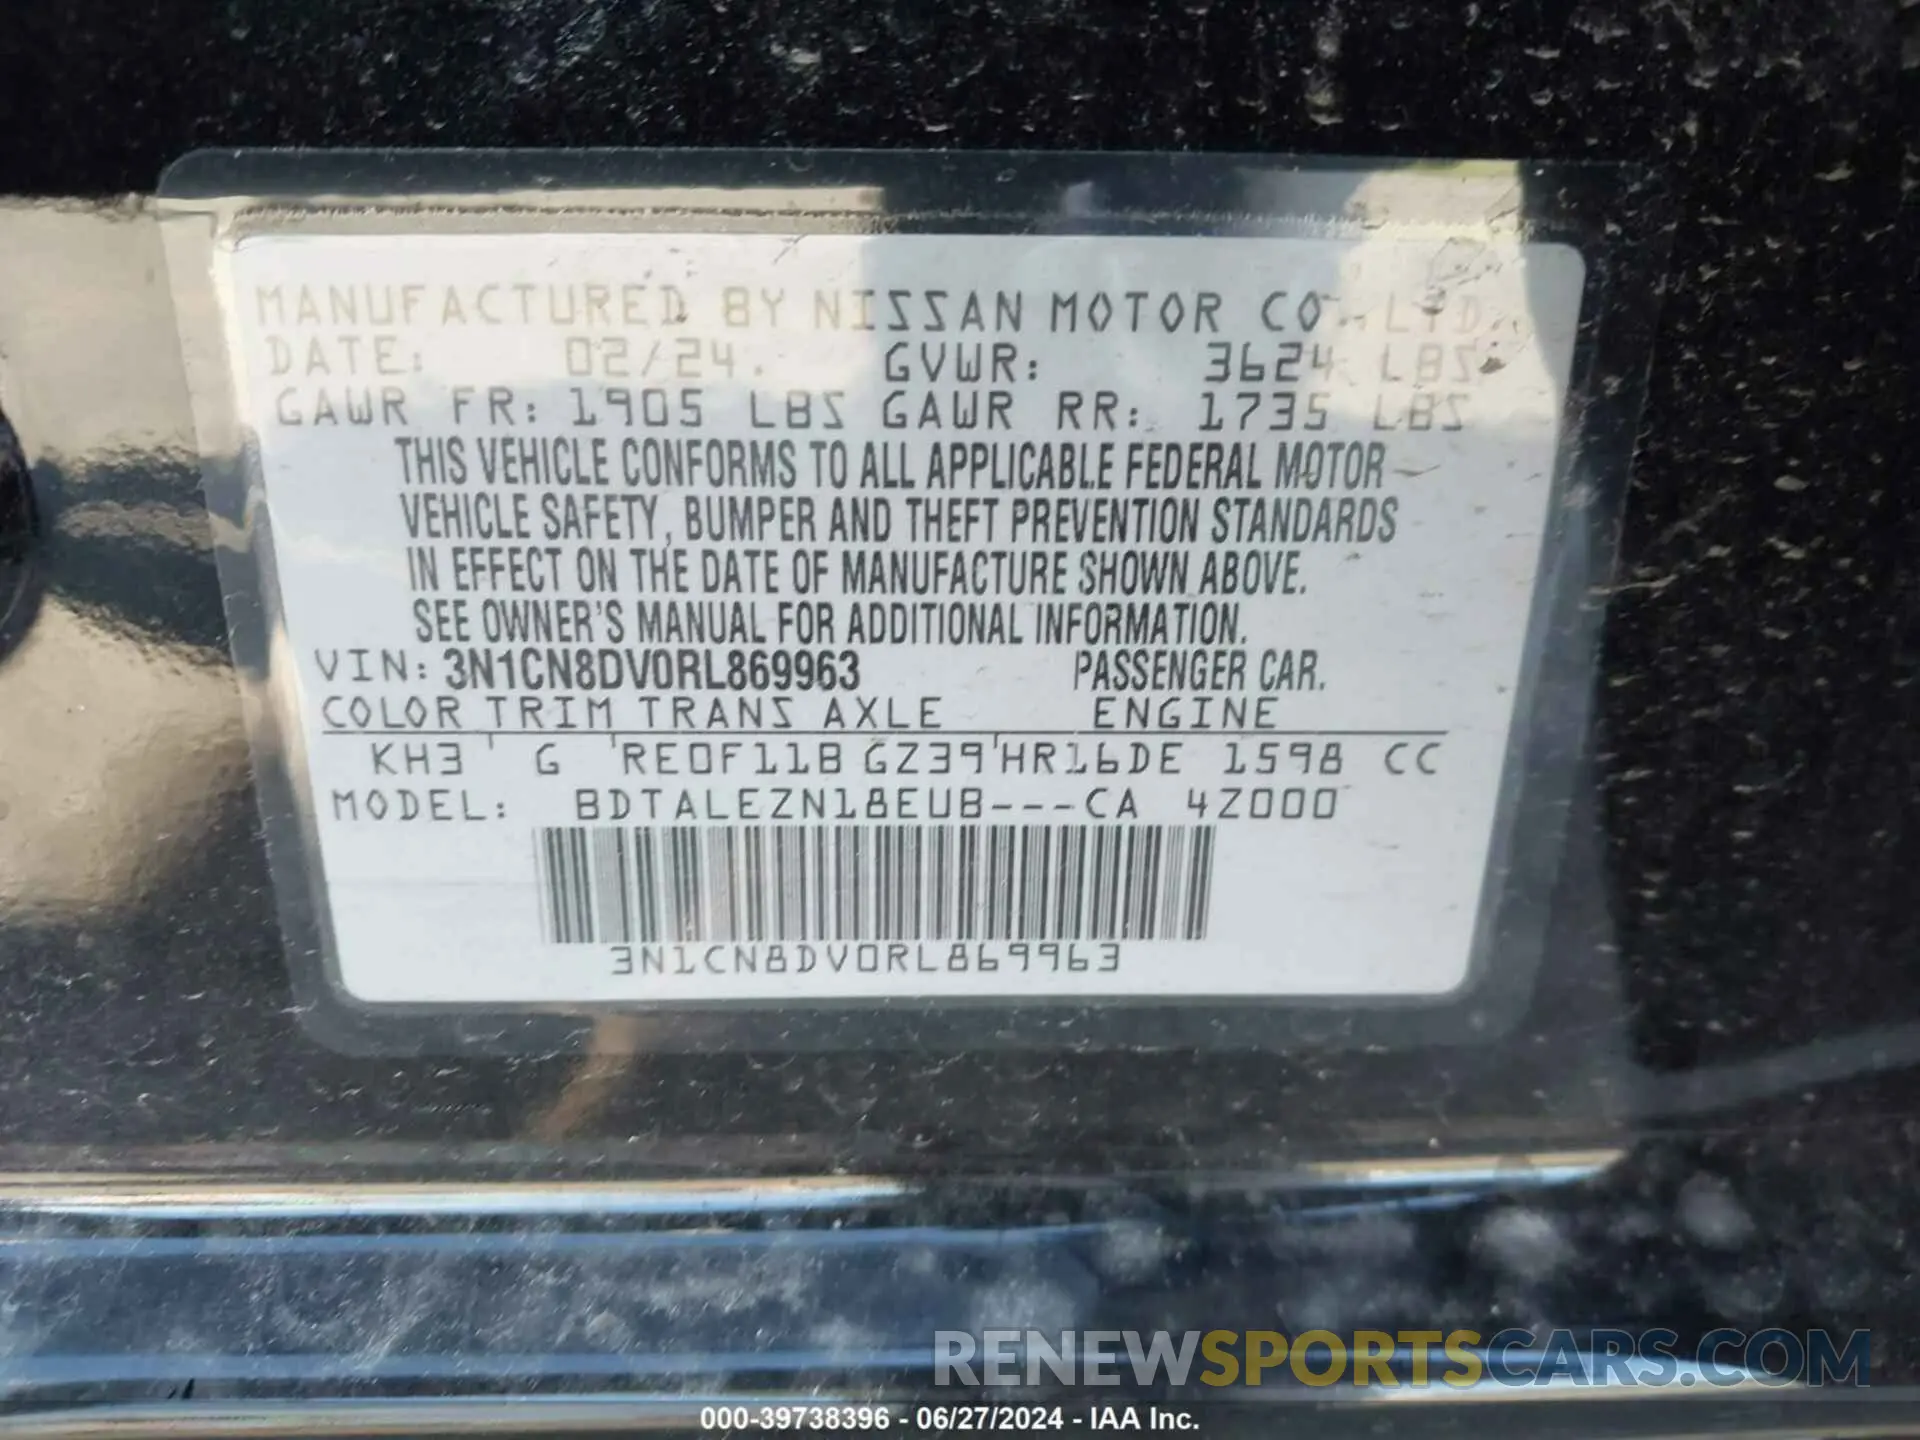 MANUFACTURED BY NISSAN MOTOR CO., LTD.
DATE: 02/24. GVWR: 3624 LBS
GAWR FR: 1905 LBS GAWR RR: 1735 LBS
THIS VEHICLE CONFORMS TO ALL APPLICABLE FEDERAL MOTOR
VEHICLE SAFETY, BUMPER AND THEFT PREVENTION STANDARDS
IN EFFECT ON THE DATE OF MANUFACTURE SHOWN ABOVE.
SEE OWNER'S MANUAL FOR ADDITIONAL INFORMATION.
VIN: 3N1CN8DV0RL869963 PASSENGER CAR.
COLOR TRIM TRANS AXLE ENGINE
KH3 G RE0F11B GZ39 HR16DE 1598 CC
MODEL: BDTALEZN18EUB---CA 4Z000
3N1CN8DV0RL869963
RENEWSPORTSCARS.COM
000-39738396 - 06/27/2024 - IAA Inc.